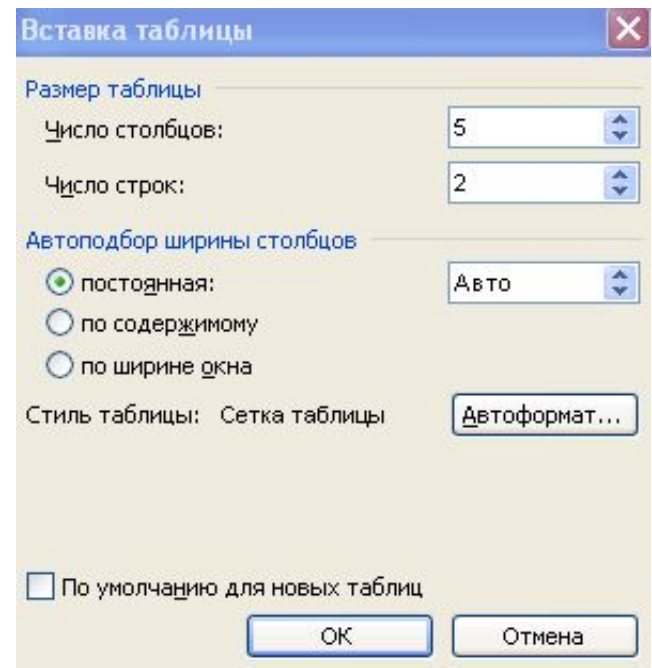 Вставка таблицы
Размер таблицы
Число столбцов: 5
Число строк: 2
Автоподбор ширины столбцов
постоянная: Авто
по содержимому
по ширине окна
Стиль таблицы: Сетка таблицы Автоформат...
По умолчанию для новых таблиц
ОК Отмена